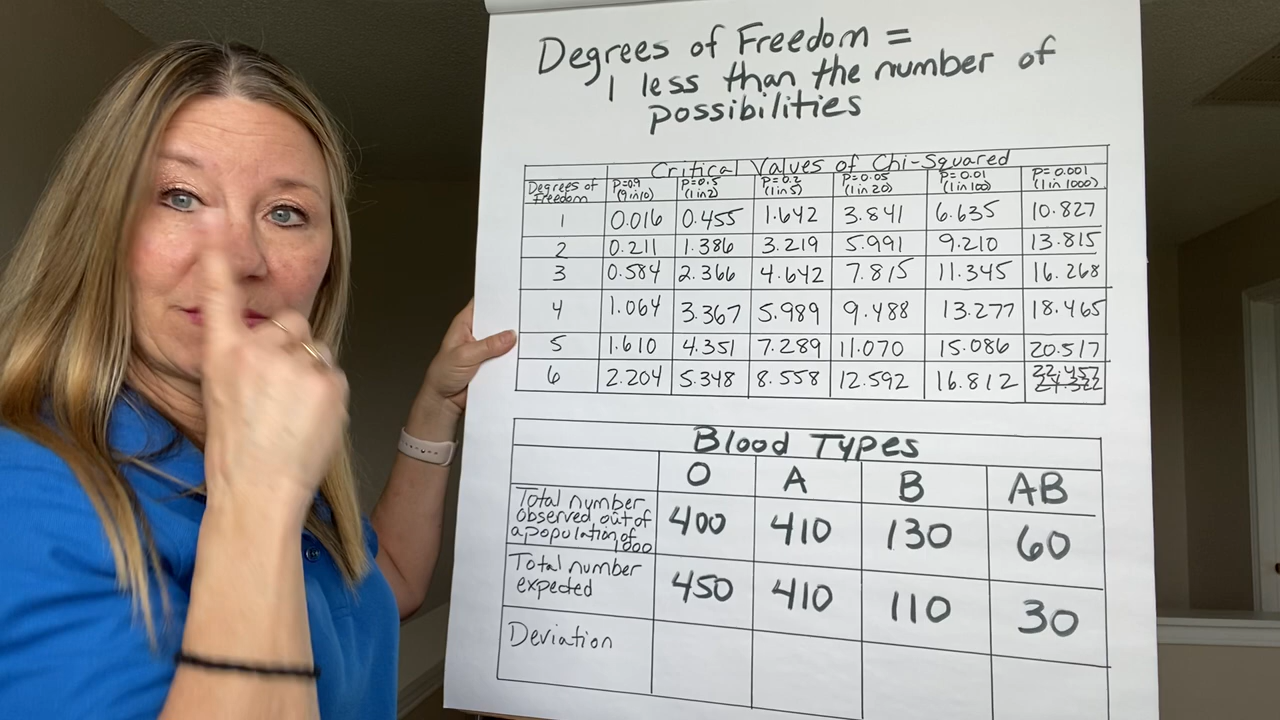 Degrees of Freedom =
1 less than the number of
possibilities
Critical Values of Chi-Squared
Degrees of Freedom P=0.9 (9 in 10) P=0.5 (1 in 2) P=0.2 (1 in 5) P=0.05 (1 in 20) P=0.01 (1 in 100) P=0.001 (1 in 1000)
1 0.016 0.455 1.642 3.841 6.635 10.827
2 0.211 1.386 3.219 5.991 9.210 13.815
3 0.584 2.366 4.642 7.815 11.345 16.268
4 1.064 3.367 5.989 9.488 13.277 18.465
5 1.610 4.351 7.289 11.070 15.086 20.517
6 2.204 5.348 8.558 12.592 16.812 22.457
Blood Types
O A B AB
Total number
observed out of
a population of
1000
400 410 130 60
Total number
expected
450 410 110 30
Deviation